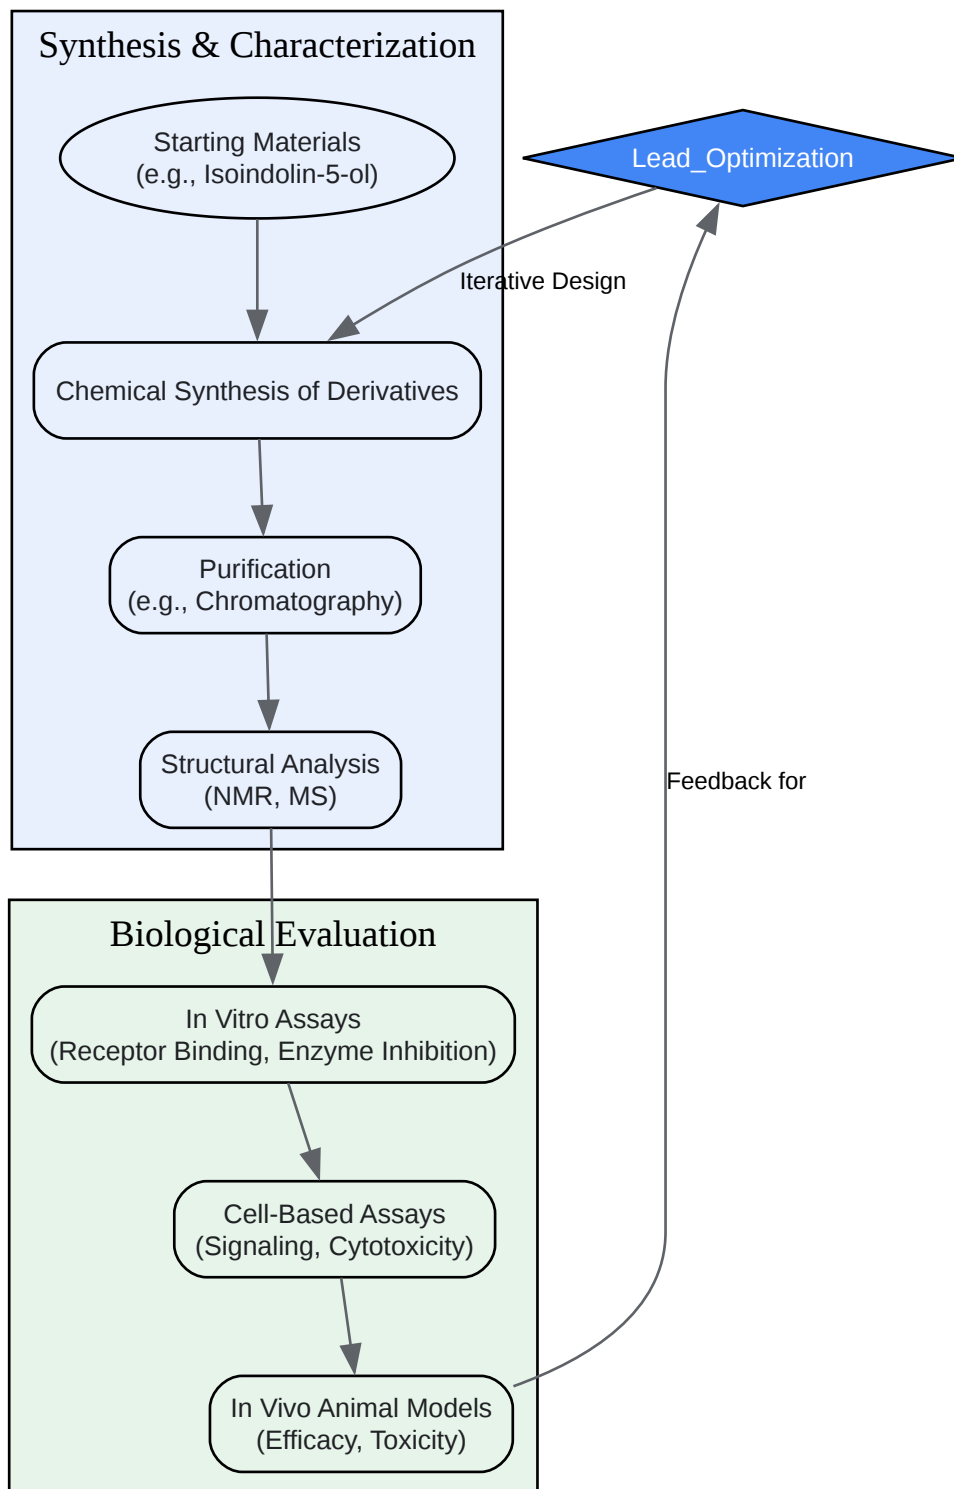 Synthesis & Characterization
Starting Materials
(e.g., Isoindolin-5-ol)
Lead_Optimization
Iterative Design
Chemical Synthesis of Derivatives
Purification
(e.g., Chromatography)
Structural Analysis
(NMR, MS)
Feedback for
Biological Evaluation
In Vitro Assays
(Receptor Binding, Enzyme Inhibition)
Cell-Based Assays
(Signaling, Cytotoxicity)
In Vivo Animal Models
(Efficacy, Toxicity)